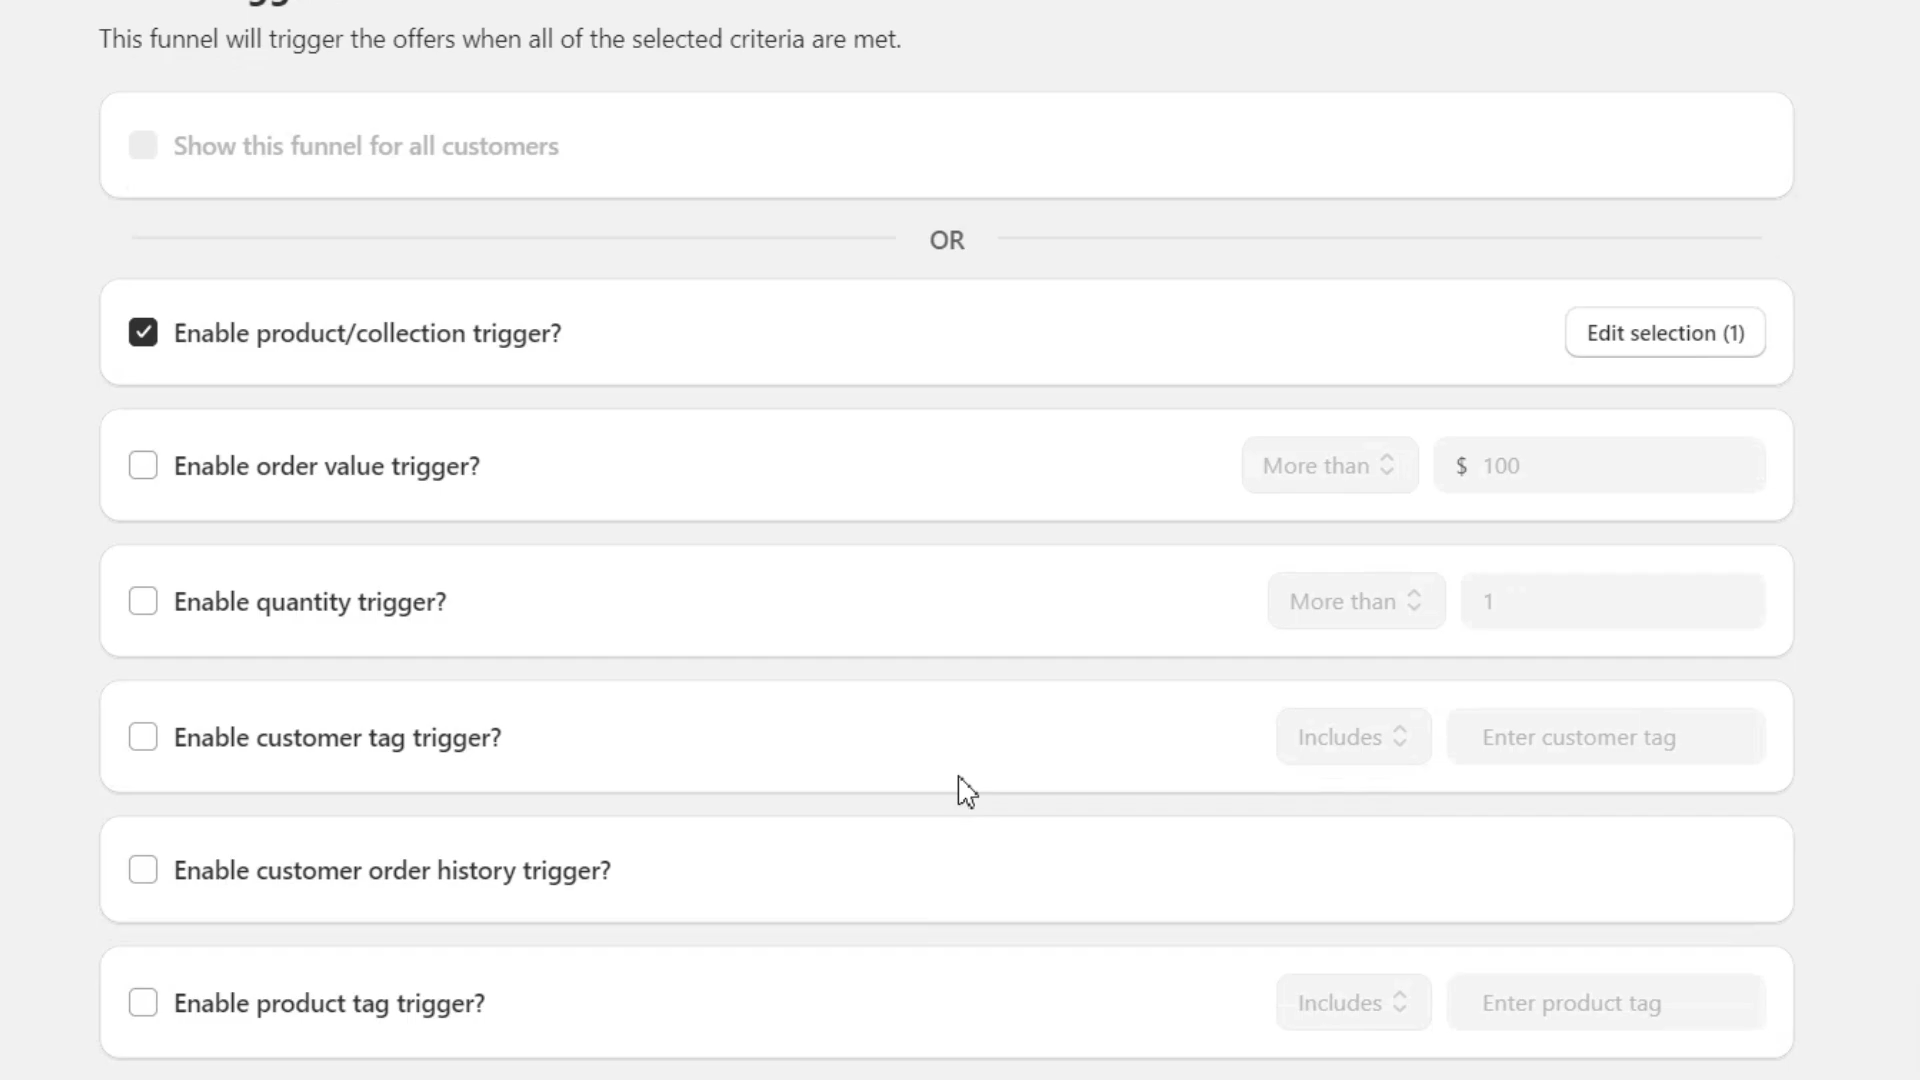 This funnel will trigger the offers when all of the selected criteria are met.
Show this funnel for all customers
OR
Enable product/collection trigger?
Edit selection (1)
Enable order value trigger?
More than
$ 100
Enable quantity trigger?
More than
1
Enable customer tag trigger?
Includes
Enter customer tag
Enable customer order history trigger?
Enable product tag trigger?
Includes
Enter product tag